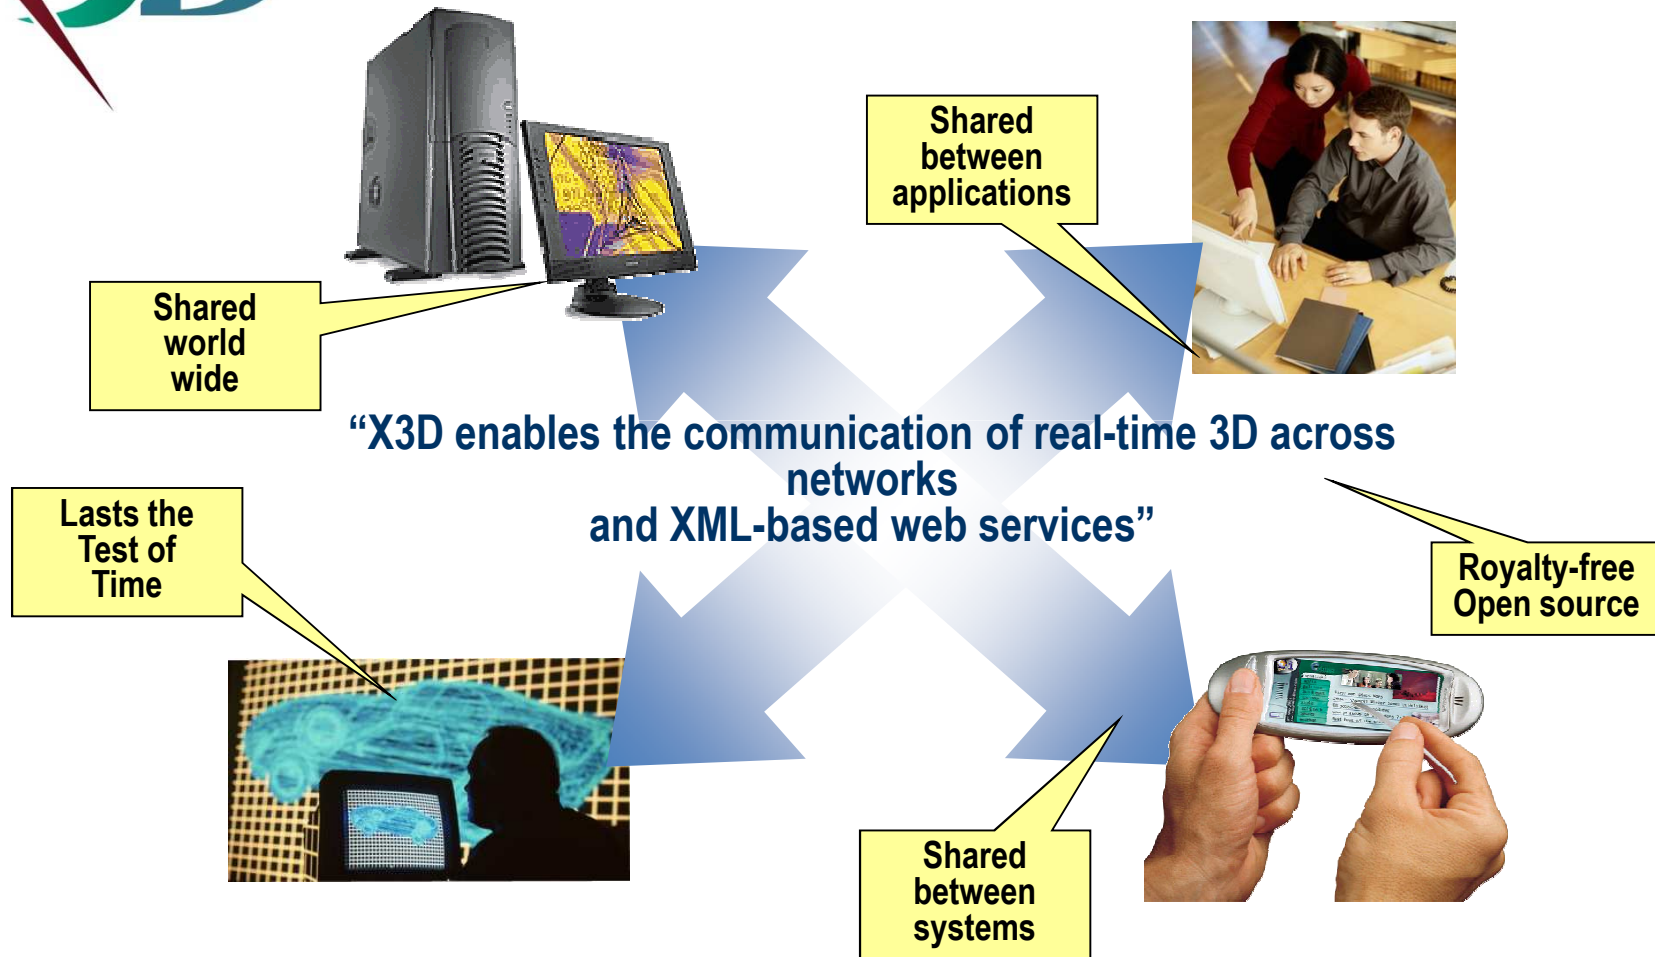 3D
Shared
between
applications
Shared
world
wide
“X3D enables the communication of real-time 3D across
networks
and XML-based web services”
Lasts the
Test of
Time
Royalty-free
Open source
Shared
between
systems